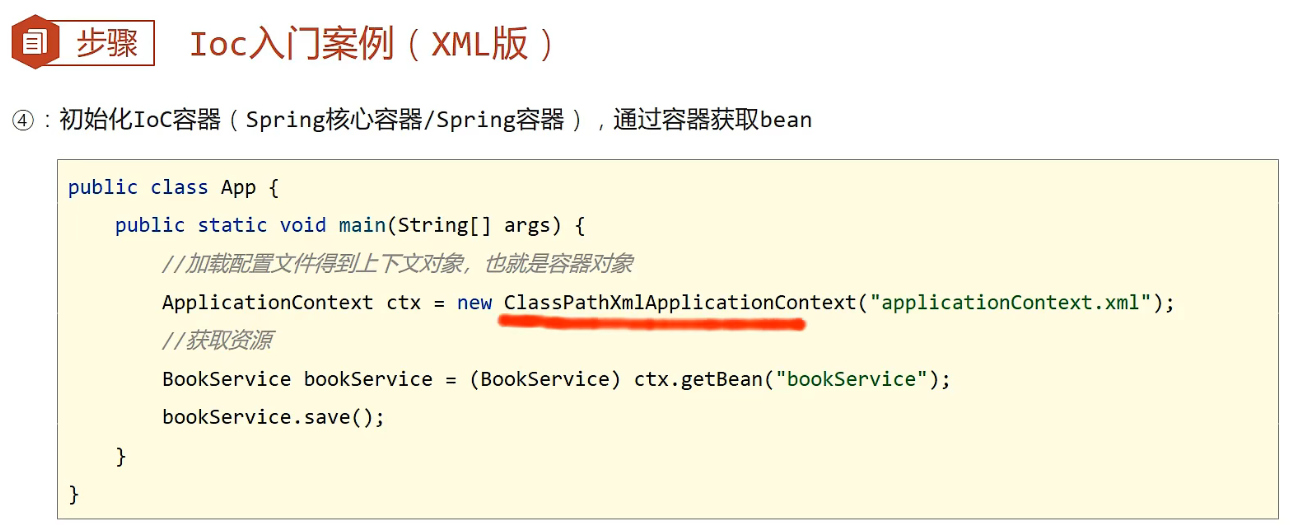 步骤 Ioc入门案例（XML版）
④：初始化IoC容器（Spring核心容器/Spring容器），通过容器获取bean
public class App {
    public static void main(String[] args) {
        //加载配置文件得到上下文对象，也就是容器对象
        ApplicationContext ctx = new ClassPathXmlApplicationContext("applicationContext.xml");
        //获取资源
        BookService bookService = (BookService) ctx.getBean("bookService");
        bookService.save();
    }
}